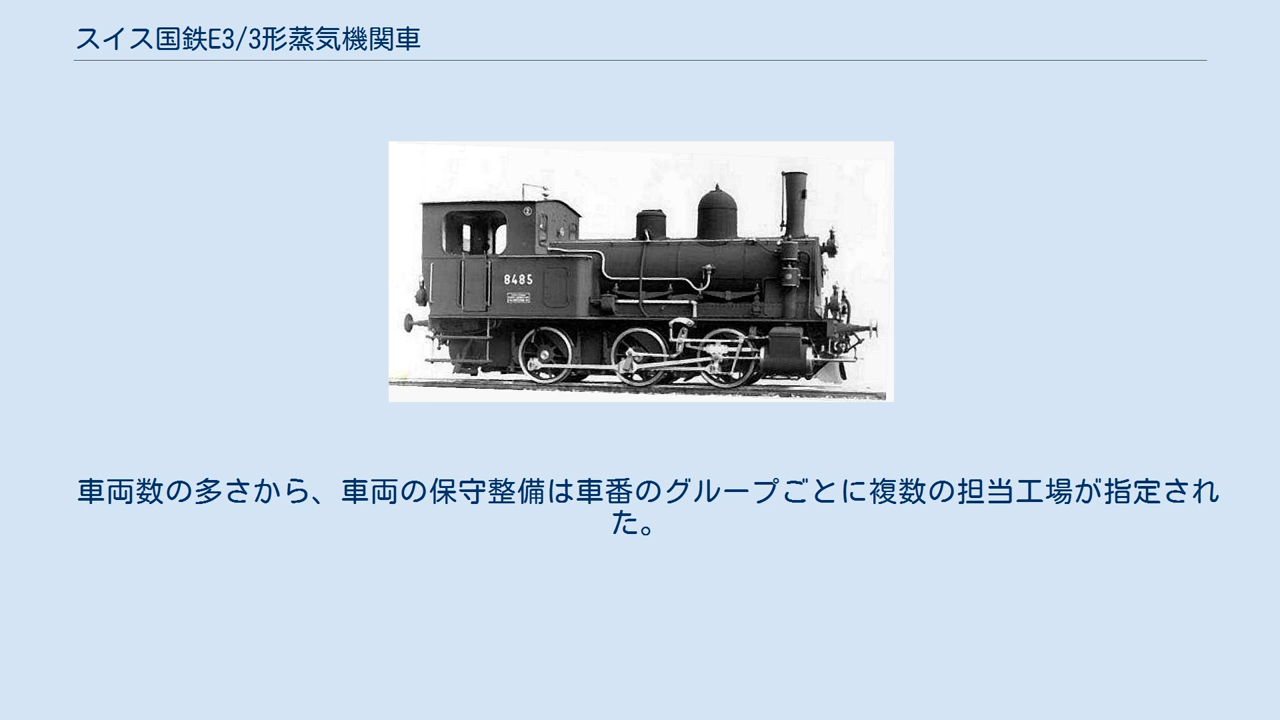 スイス国鉄E3/3形蒸気機関車
②
8485
車両数の多さから、車両の保守整備は車番のグループごとに複数の担当工場が指定され
た。